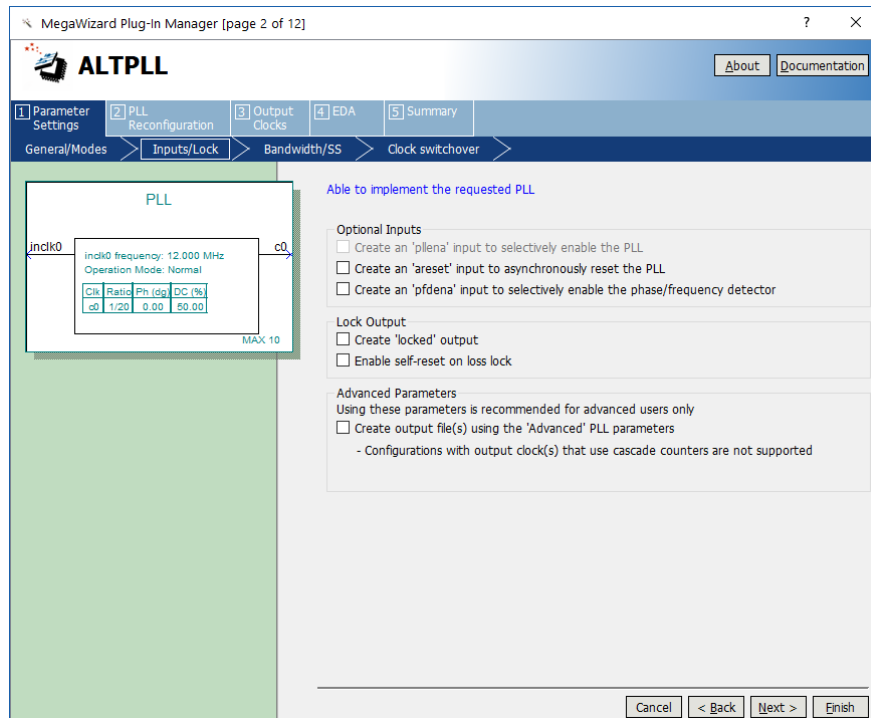 MegaWizard Plug-In Manager [page 2 of 12]
?
ALTPLL
About
Documentation
1 Parameter Settings
2 PLL Reconfiguration
3 Output Clocks
4 EDA
5 Summary
General/Modes
Inputs/Lock
Bandwidth/SS
Clock switchover
PLL
inclk0
c0
inclk0 frequency: 12.000 MHz
Operation Mode: Normal
Clk Ratio Ph (dg) DC (%)
c0 1/20 0.00 50.00
MAX 10
Able to implement the requested PLL
Optional Inputs
Create an 'pllena' input to selectively enable the PLL
Create an 'areset' input to asynchronously reset the PLL
Create an 'pfdena' input to selectively enable the phase/frequency detector
Lock Output
Create 'locked' output
Enable self-reset on loss lock
Advanced Parameters
Using these parameters is recommended for advanced users only
Create output file(s) using the 'Advanced' PLL parameters
- Configurations with output clock(s) that use cascade counters are not supported
Cancel
< Back
Next >
Finish